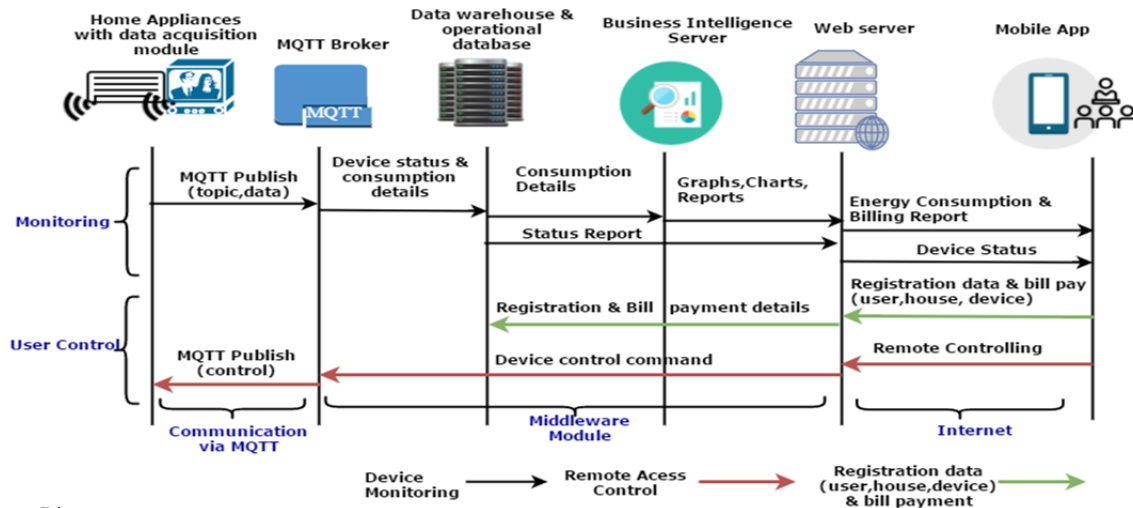 Home Appliances
with data acquisition
module
MQTT Broker
Data warehouse &
operational
database
Business Intelligence
Server
Web server
Mobile App
MQTT
MQTT Publish
(topic,data)
Device status &
consumption
details
Consumption
Details
Graphs,Charts,
Reports
Energy Consumption &
Billing Report
Monitoring
Status Report
Device Status
Registration data & bill pay
(user,house, device)
Registration & Bill payment details
User Control
MQTT Publish
(control)
Device control command
Remote Controlling
Communication
via MQTT
Middleware
Module
Internet
Device
Monitoring
Remote Acess
Control
Registration data
(user,house,device)
& bill payment